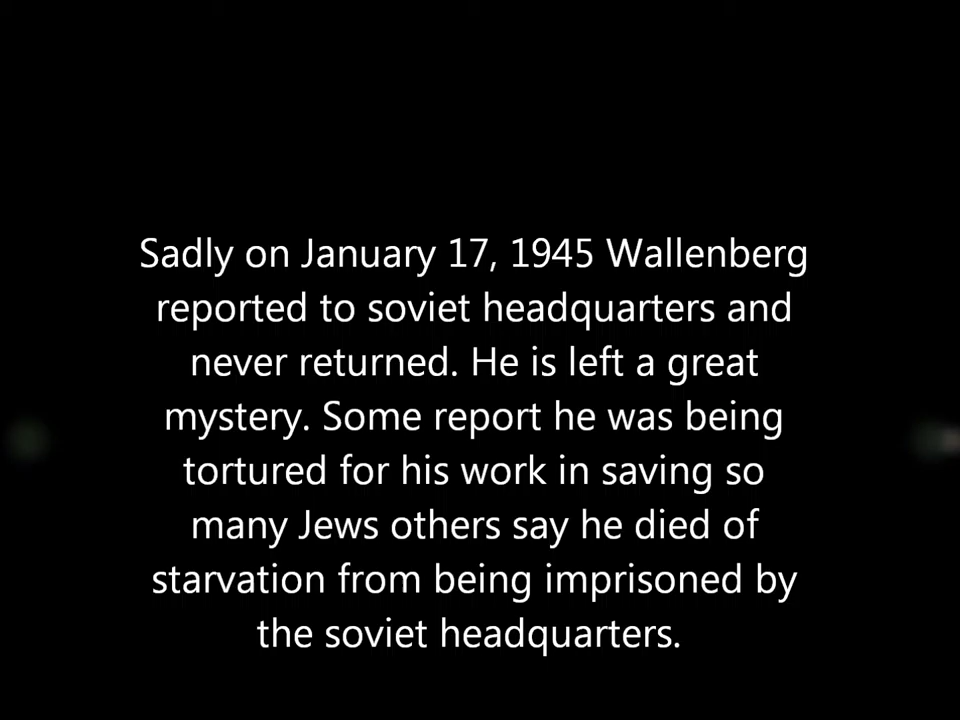 Sadly on January 17, 1945 Wallenberg
reported to soviet headquarters and
never returned. He is left a great
mystery. Some report he was being
tortured for his work in saving so
many Jews others say he died of
starvation from being imprisoned by
the soviet headquarters.